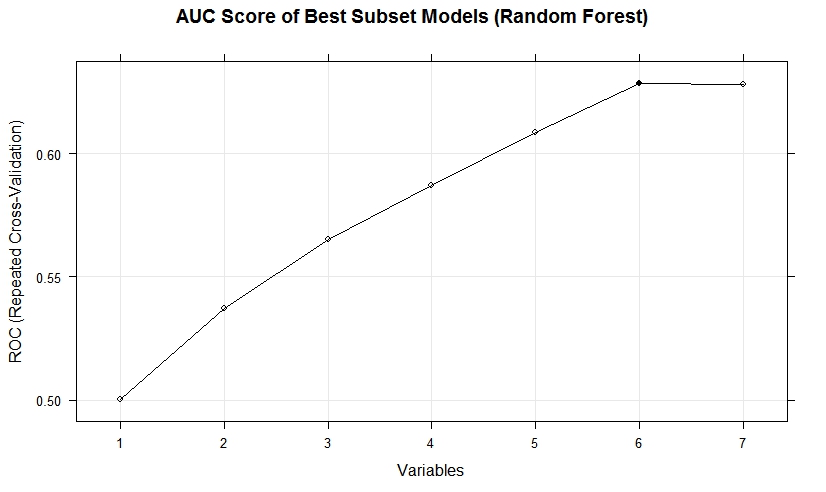 AUC Score of Best Subset Models (Random Forest)
ROC (Repeated Cross-Validation)
0.60
0.55
0.50
1 2 3 4 5 6 7
Variables